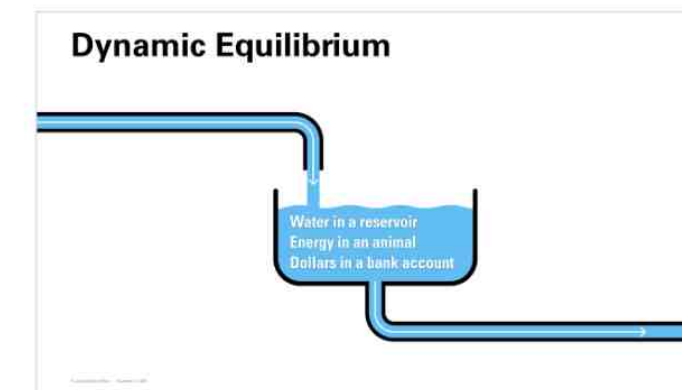 Dynamic Equilibrium
Water in a reservoir
Energy in an animal
Dollars in a bank account